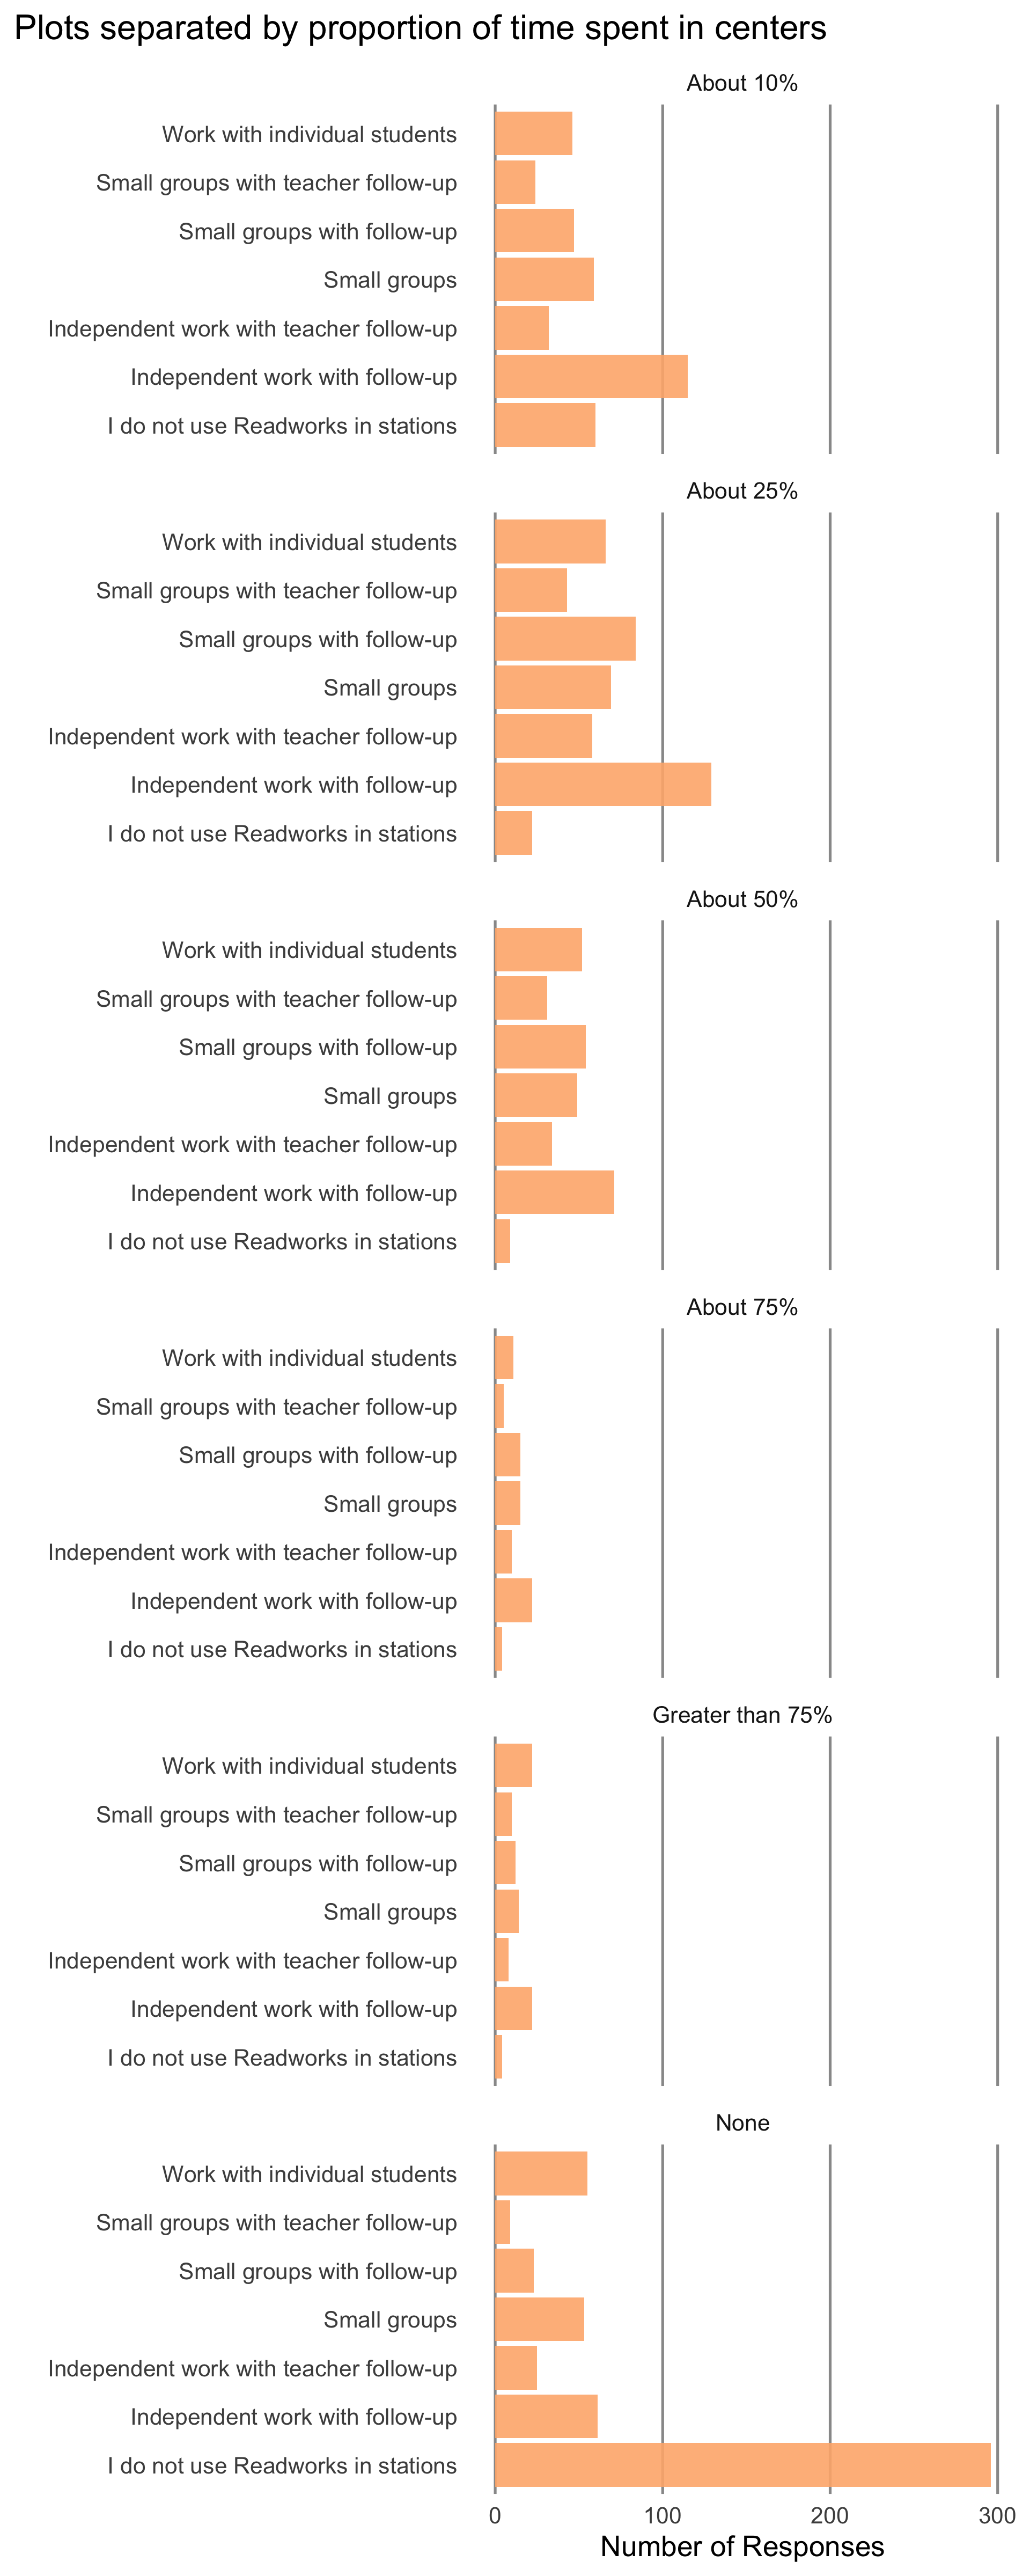 Plots separated by proportion of time spent in centers
About 10%
Work with individual students
Small groups with teacher follow-up
Small groups with follow-up
Small groups
Independent work with teacher follow-up
Independent work with follow-up
I do not use Readworks in stations
About 25%
Work with individual students
Small groups with teacher follow-up
Small groups with follow-up
Small groups
Independent work with teacher follow-up
Independent work with follow-up
I do not use Readworks in stations
About 50%
Work with individual students
Small groups with teacher follow-up
Small groups with follow-up
Small groups
Independent work with teacher follow-up
Independent work with follow-up
I do not use Readworks in stations
About 75%
Work with individual students
Small groups with teacher follow-up
Small groups with follow-up
Small groups
Independent work with teacher follow-up
Independent work with follow-up
I do not use Readworks in stations
Greater than 75%
Work with individual students
Small groups with teacher follow-up
Small groups with follow-up
Small groups
Independent work with teacher follow-up
Independent work with follow-up
I do not use Readworks in stations
None
Work with individual students
Small groups with teacher follow-up
Small groups with follow-up
Small groups
Independent work with teacher follow-up
Independent work with follow-up
I do not use Readworks in stations
0 100 200 300
Number of Responses